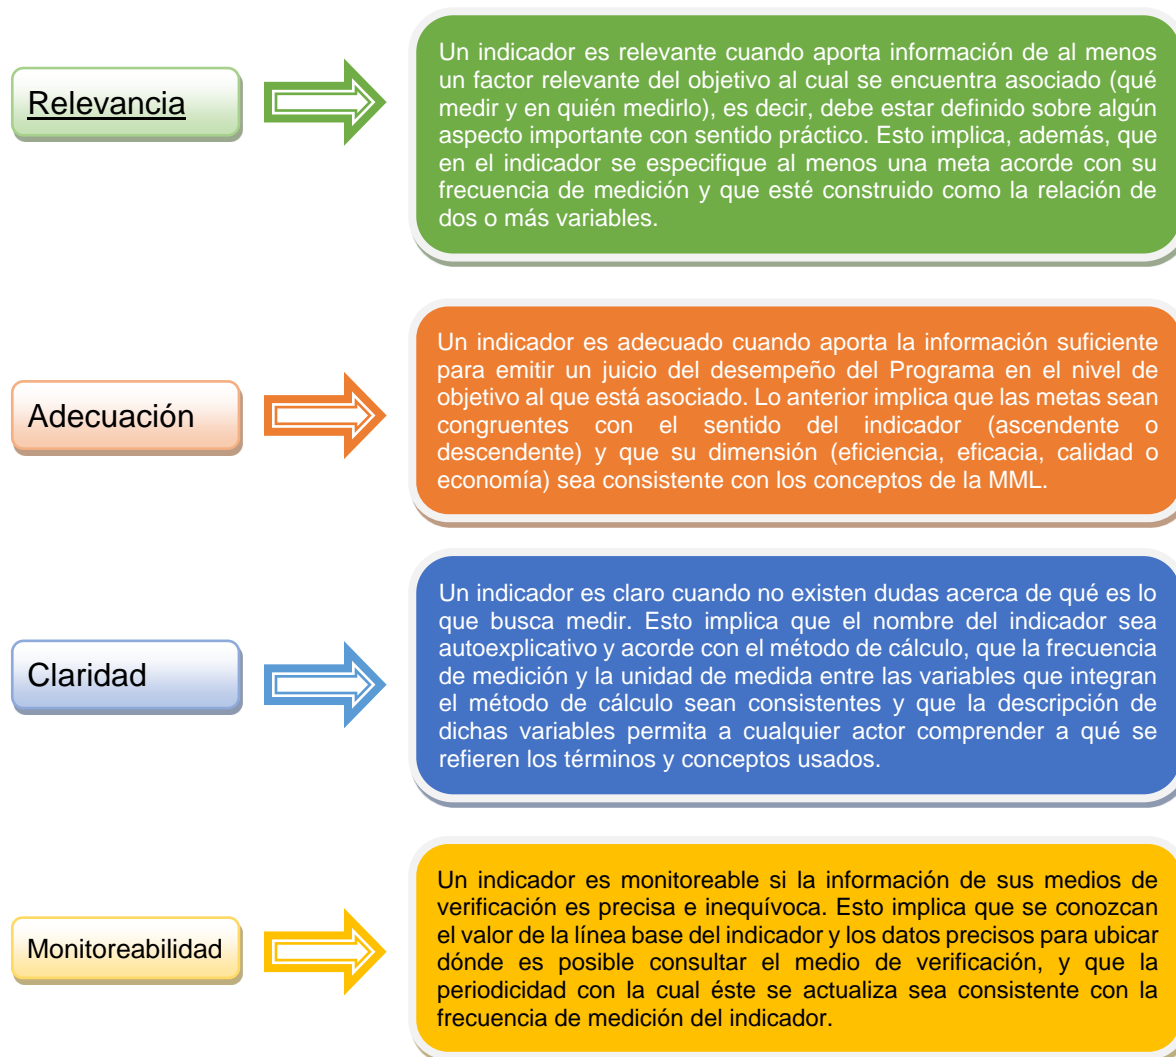 Relevancia
Un indicador es relevante cuando aporta información de al menos
un factor relevante del objetivo al cual se encuentra asociado (qué
medir y en quién medirlo), es decir, debe estar definido sobre algún
aspecto importante con sentido práctico. Esto implica, además, que
en el indicador se especifique al menos una meta acorde con su
frecuencia de medición y que esté construido como la relación de
dos o más variables.
Adecuación
Un indicador es adecuado cuando aporta la información suficiente
para emitir un juicio del desempeño del Programa en el nivel de
objetivo al que está asociado. Lo anterior implica que las metas sean
congruentes con el sentido del indicador (ascendente o
descendente) y que su dimensión (eficiencia, eficacia, calidad o
economía) sea consistente con los conceptos de la MML.
Claridad
Un indicador es claro cuando no existen dudas acerca de qué es lo
que busca medir. Esto implica que el nombre del indicador sea
autoexplicativo y acorde con el método de cálculo, que la frecuencia
de medición y la unidad de medida entre las variables que integran
el método de cálculo sean consistentes y que la descripción de
dichas variables permita a cualquier actor comprender a qué se
refieren los términos y conceptos usados.
Monitoreabilidad
Un indicador es monitoreable si la información de sus medios de
verificación es precisa e inequívoca. Esto implica que se conozcan
el valor de la línea base del indicador y los datos precisos para ubicar
dónde es posible consultar el medio de verificación, y que la
periodicidad con la cual éste se actualiza sea consistente con la
frecuencia de medición del indicador.